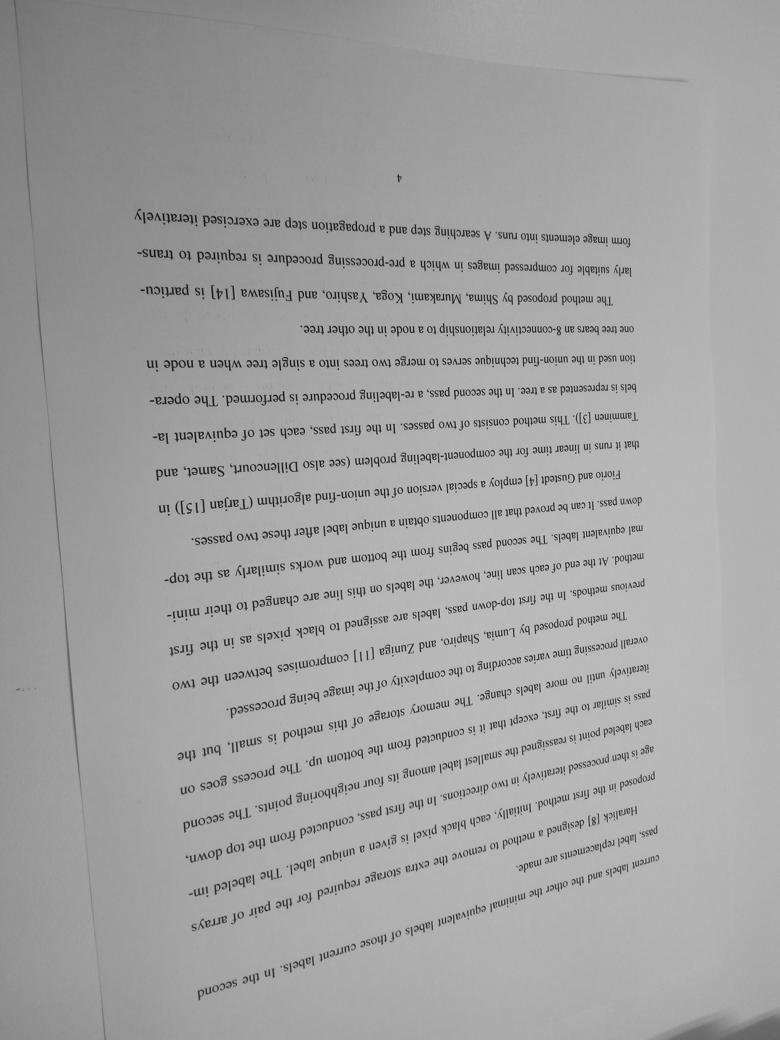 current labels and the other the minimal equivalent labels of those current labels. In the second
pass, label replacements are made.
Haralick [8] designed a method to remove the extra storage required for the pair of arrays
proposed in the first method. Initially, each black pixel is given a unique label. The labeled im-
age is then processed iteratively in two directions. In the first pass, conducted from the top down,
each labeled point is reassigned the smallest label among its four neighboring points. The second
pass is similar to the first, except that it is conducted from the bottom up. The process goes on
iteratively until no more labels change. The memory storage of this method is small, but the
overall processing time varies according to the complexity of the image being processed.
The method proposed by Lumia, Shapiro, and Zuniga [11] compromises between the two
previous methods. In the first top-down pass, labels are assigned to black pixels as in the first
method. At the end of each scan line, however, the labels on this line are changed to their mini-
mal equivalent labels. The second pass begins from the bottom and works similarly as the top-
down pass. It can be proved that all components obtain a unique label after these two passes.
Fiorio and Gustedt [4] employ a special version of the union-find algorithm (Tarjan [15]) in
that it runs in linear time for the component-labeling problem (see also Dillencourt, Samet, and
Tamminen [3]). This method consists of two passes. In the first pass, each set of equivalent la-
bels is represented as a tree. In the second pass, a re-labeling procedure is performed. The opera-
tion used in the union-find technique serves to merge two trees into a single tree when a node in
one tree bears an 8-connectivity relationship to a node in the other tree.
The method proposed by Shima, Murakami, Koga, Yashiro, and Fujisawa [14] is particu-
larly suitable for compressed images in which a pre-processing procedure is required to trans-
form image elements into runs. A searching step and a propagation step are exercised iteratively
4